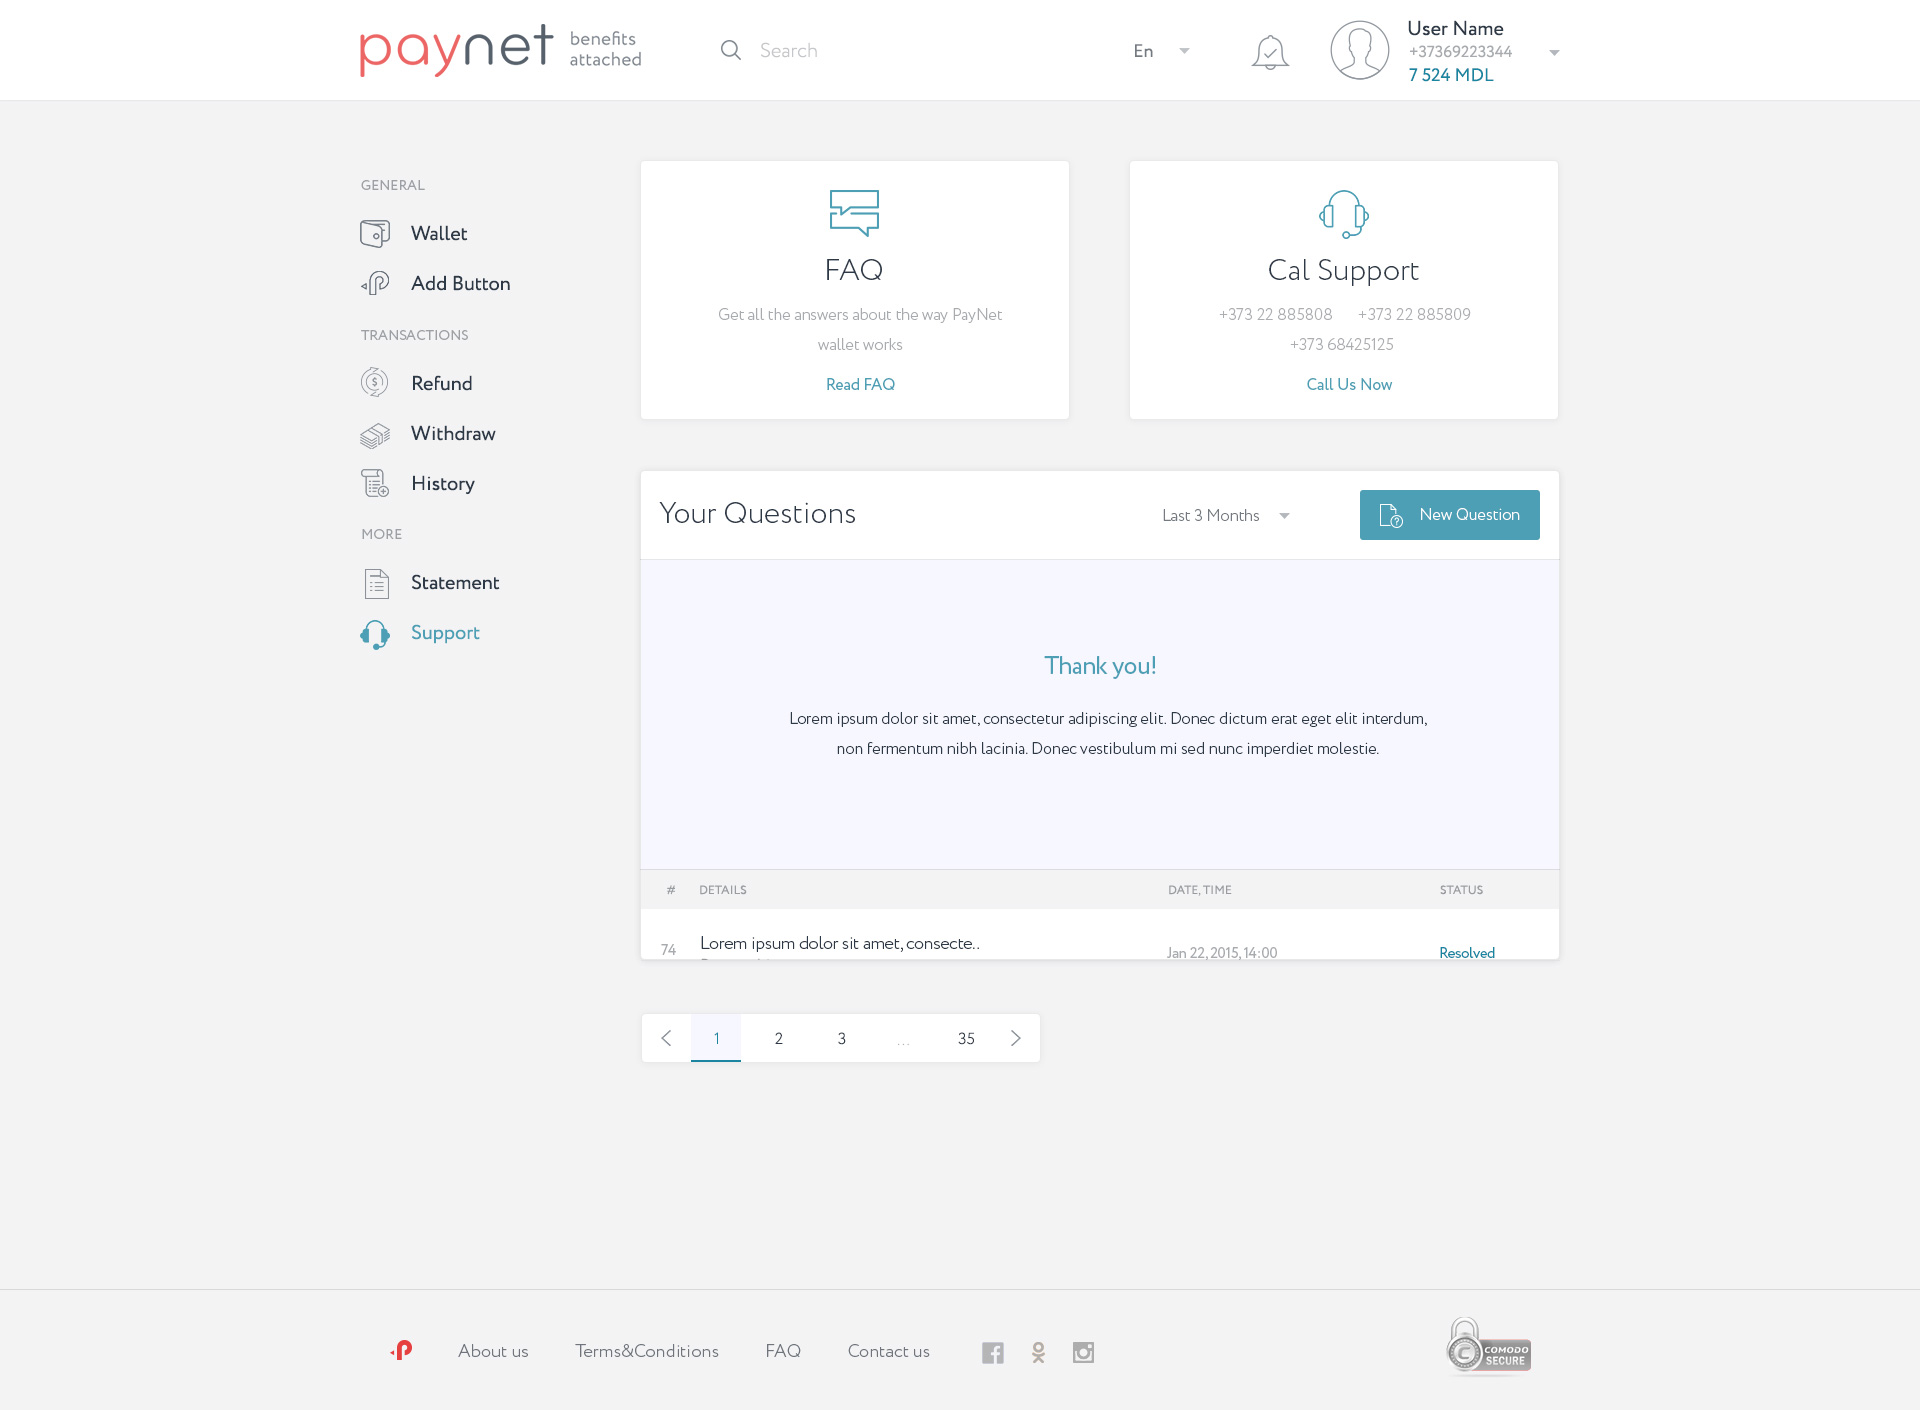 paynet benefits attached
Search
En
User Name
+37369223344
7 524 MDL
GENERAL
Wallet
Add Button
TRANSACTIONS
Refund
Withdraw
History
MORE
Statement
Support
FAQ
Get all the answers about the way PayNet
wallet works
Read FAQ
Cal Support
+373 22 885808 +373 22 885809
+373 68425125
Call Us Now
Your Questions
Last 3 Months
New Question
Thank you!
Lorem ipsum dolor sit amet, consectetur adipiscing elit. Donec dictum erat eget elit interdum,
non fermentum nibh lacinia. Donec vestibulum mi sed nunc imperdiet molestie.
# DETAILS DATE, TIME STATUS
74 Lorem ipsum dolor sit amet, consecte.. Jan 22, 2015, 14:00 Resolved
1 2 3 ... 35
About us Terms&Conditions FAQ Contact us
COMODO
SECURE